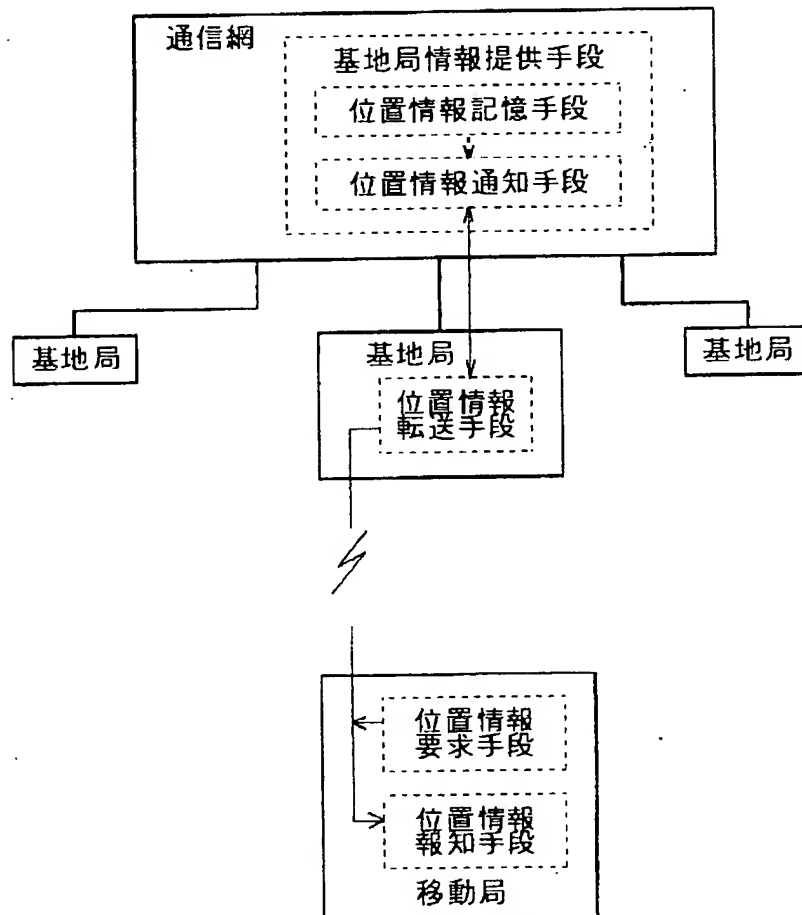 通信網
基地局情報提供手段
位置情報記憶手段
位置情報通知手段
基地局
基地局
基地局
位置情報
転送手段
位置情報
要求手段
位置情報
報知手段
移動局